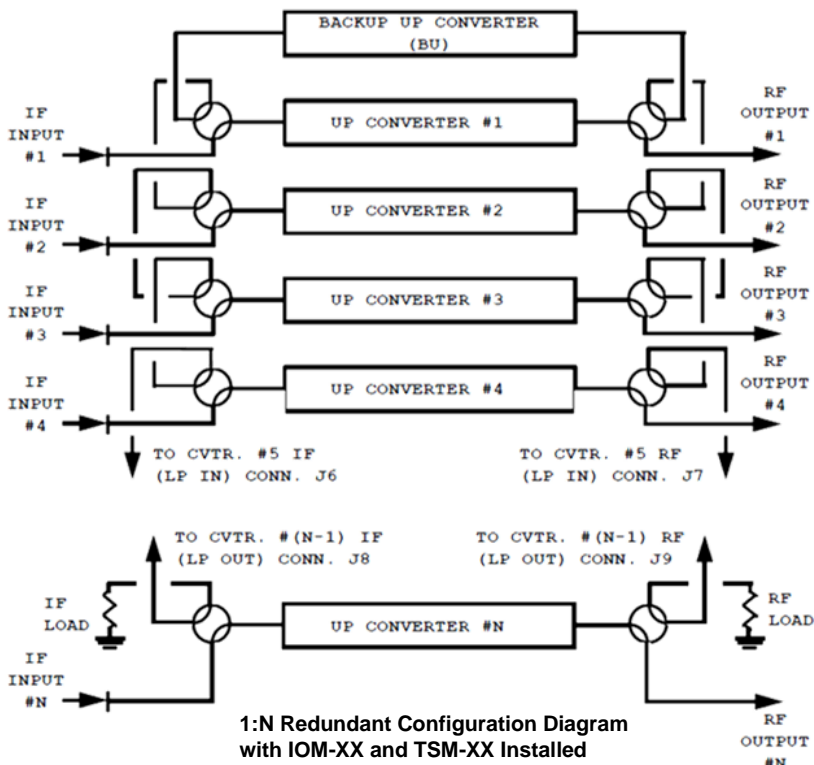 BACKUP UP CONVERTER
(BU)
IF
INPUT
#1
UP CONVERTER #1
RF
OUTPUT
#1
IF
INPUT
#2
UP CONVERTER #2
RF
OUTPUT
#2
IF
INPUT
#3
UP CONVERTER #3
RF
OUTPUT
#3
IF
INPUT
#4
UP CONVERTER #4
RF
OUTPUT
#4
TO CVTR. #5 IF
(LP IN) CONN. J6
TO CVTR. #5 RF
(LP IN) CONN. J7
TO CVTR. #(N-1) IF
(LP OUT) CONN. J8
TO CVTR. #(N-1) RF
(LP OUT) CONN. J9
IF
LOAD
UP CONVERTER #N
RF
LOAD
IF
INPUT
#N
1:N Redundant Configuration Diagram
with IOM-XX and TSM-XX Installed
RF
OUTPUT
#N